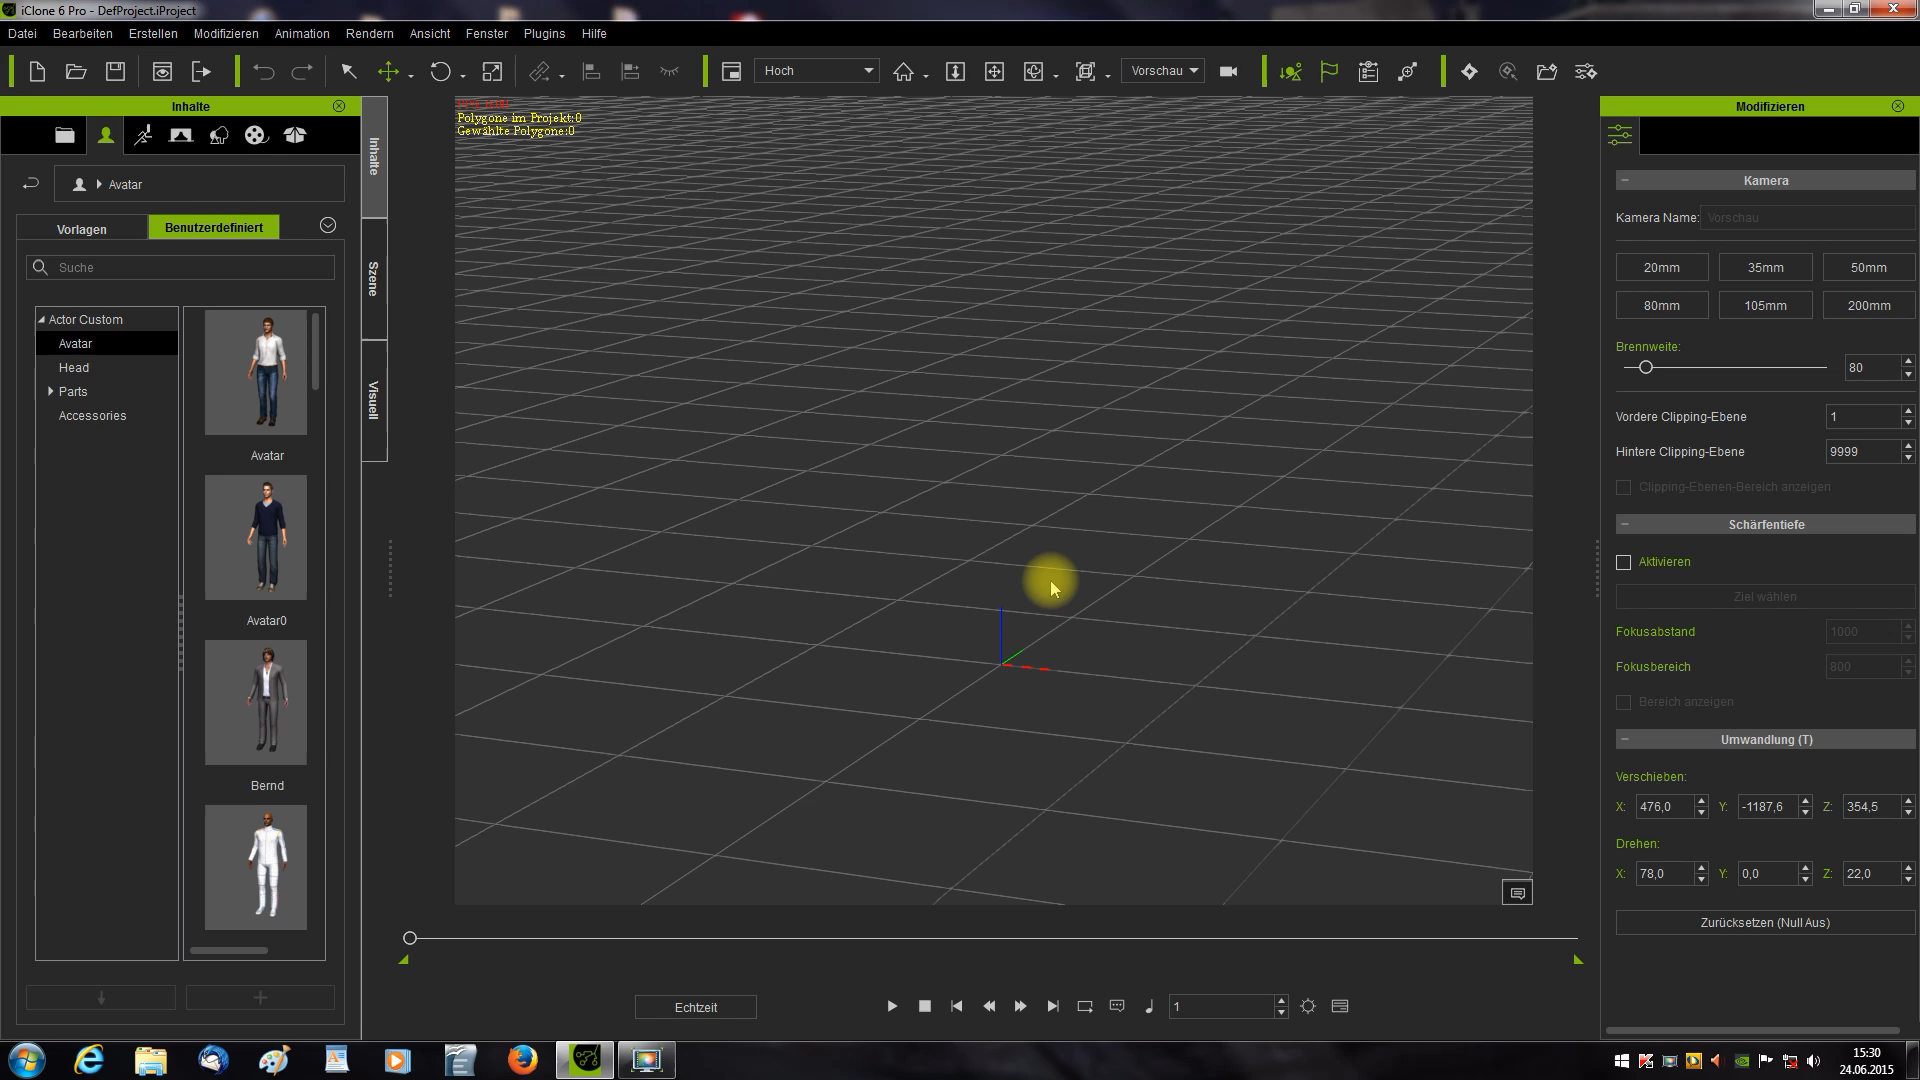 iClone 6 Pro - DefProject.iProject
Datei Bearbeiten Erstellen Modifizieren Animation Rendern Ansicht Fenster Plugins Hilfe
Hoch
Vorschau
Inhalte
Avatar
Vorlagen
Benutzerdefiniert
Suche
Actor Custom
Avatar
Head
Parts
Accessories
Avatar
Avatar0
Bernd
Inhalte
Szene
Visuell
Polygone im Projekt:0
Gewählte Polygone:0
Echtzeit
1
Modifizieren
Kamera
Kamera Name: Vorschau
20mm 35mm 50mm
80mm 105mm 200mm
Brennweite:
80
Vordere Clipping-Ebene 1
Hintere Clipping-Ebene 9999
Clipping-Ebenen-Bereich anzeigen
Schärfentiefe
Aktivieren
Ziel wählen
Fokusabstand 1000
Fokusbereich 800
Bereich anzeigen
Umwandlung (T)
Verschieben:
X: 476,0 Y: -1187,6 Z: 354,5
Drehen:
X: 78,0 Y: 0,0 Z: 22,0
Zurücksetzen (Null Aus)
15:30
24.06.2015